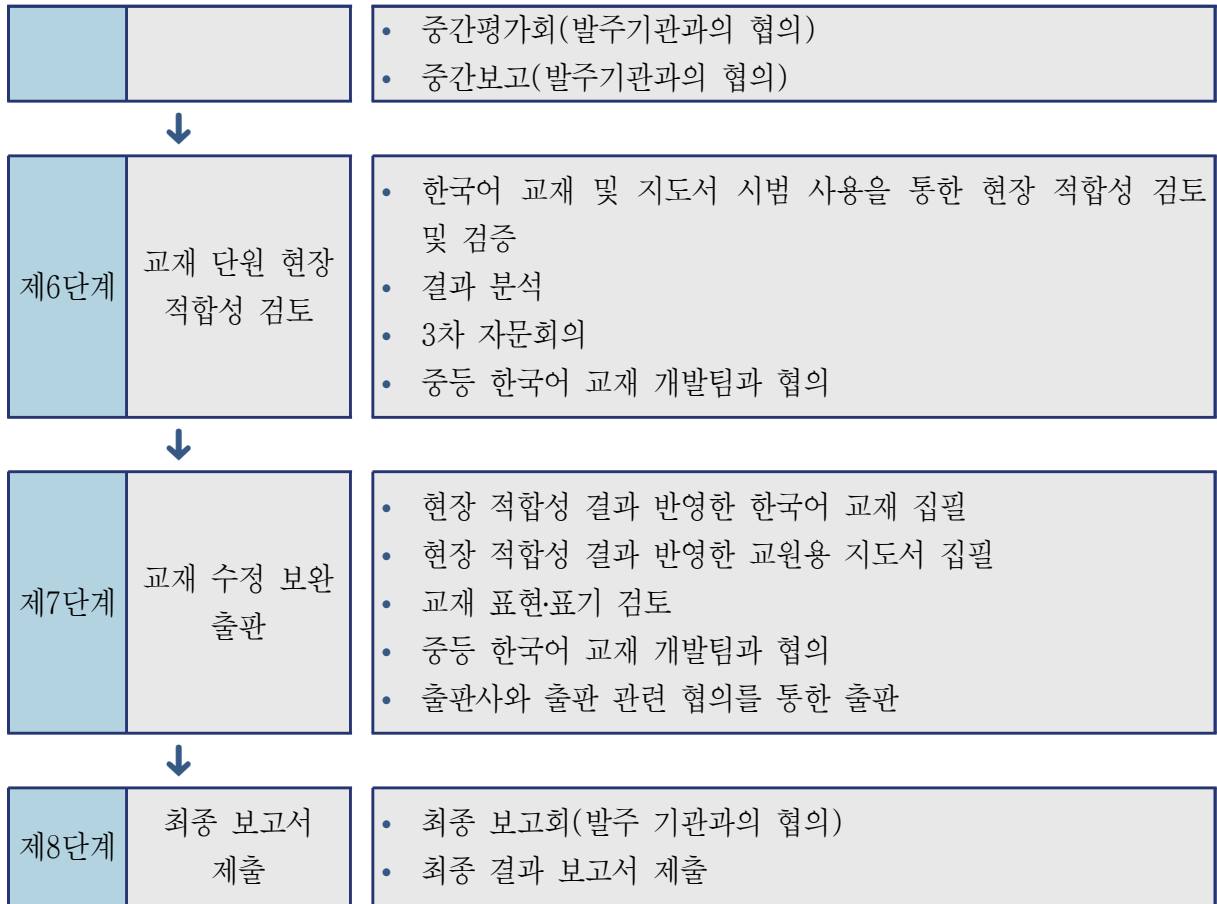 • 중간평가회(발주기관과의 협의)
• 중간보고(발주기관과의 협의)
제6단계
교재 단원 현장
적합성 검토
• 한국어 교재 및 지도서 시범 사용을 통한 현장 적합성 검토
및 검증
• 결과 분석
• 3차 자문회의
• 중등 한국어 교재 개발팀과 협의
제7단계
교재 수정 보완
출판
• 현장 적합성 결과 반영한 한국어 교재 집필
• 현장 적합성 결과 반영한 교원용 지도서 집필
• 교재 표현·표기 검토
• 중등 한국어 교재 개발팀과 협의
• 출판사와 출판 관련 협의를 통한 출판
제8단계
최종 보고서
제출
• 최종 보고회(발주 기관과의 협의)
• 최종 결과 보고서 제출